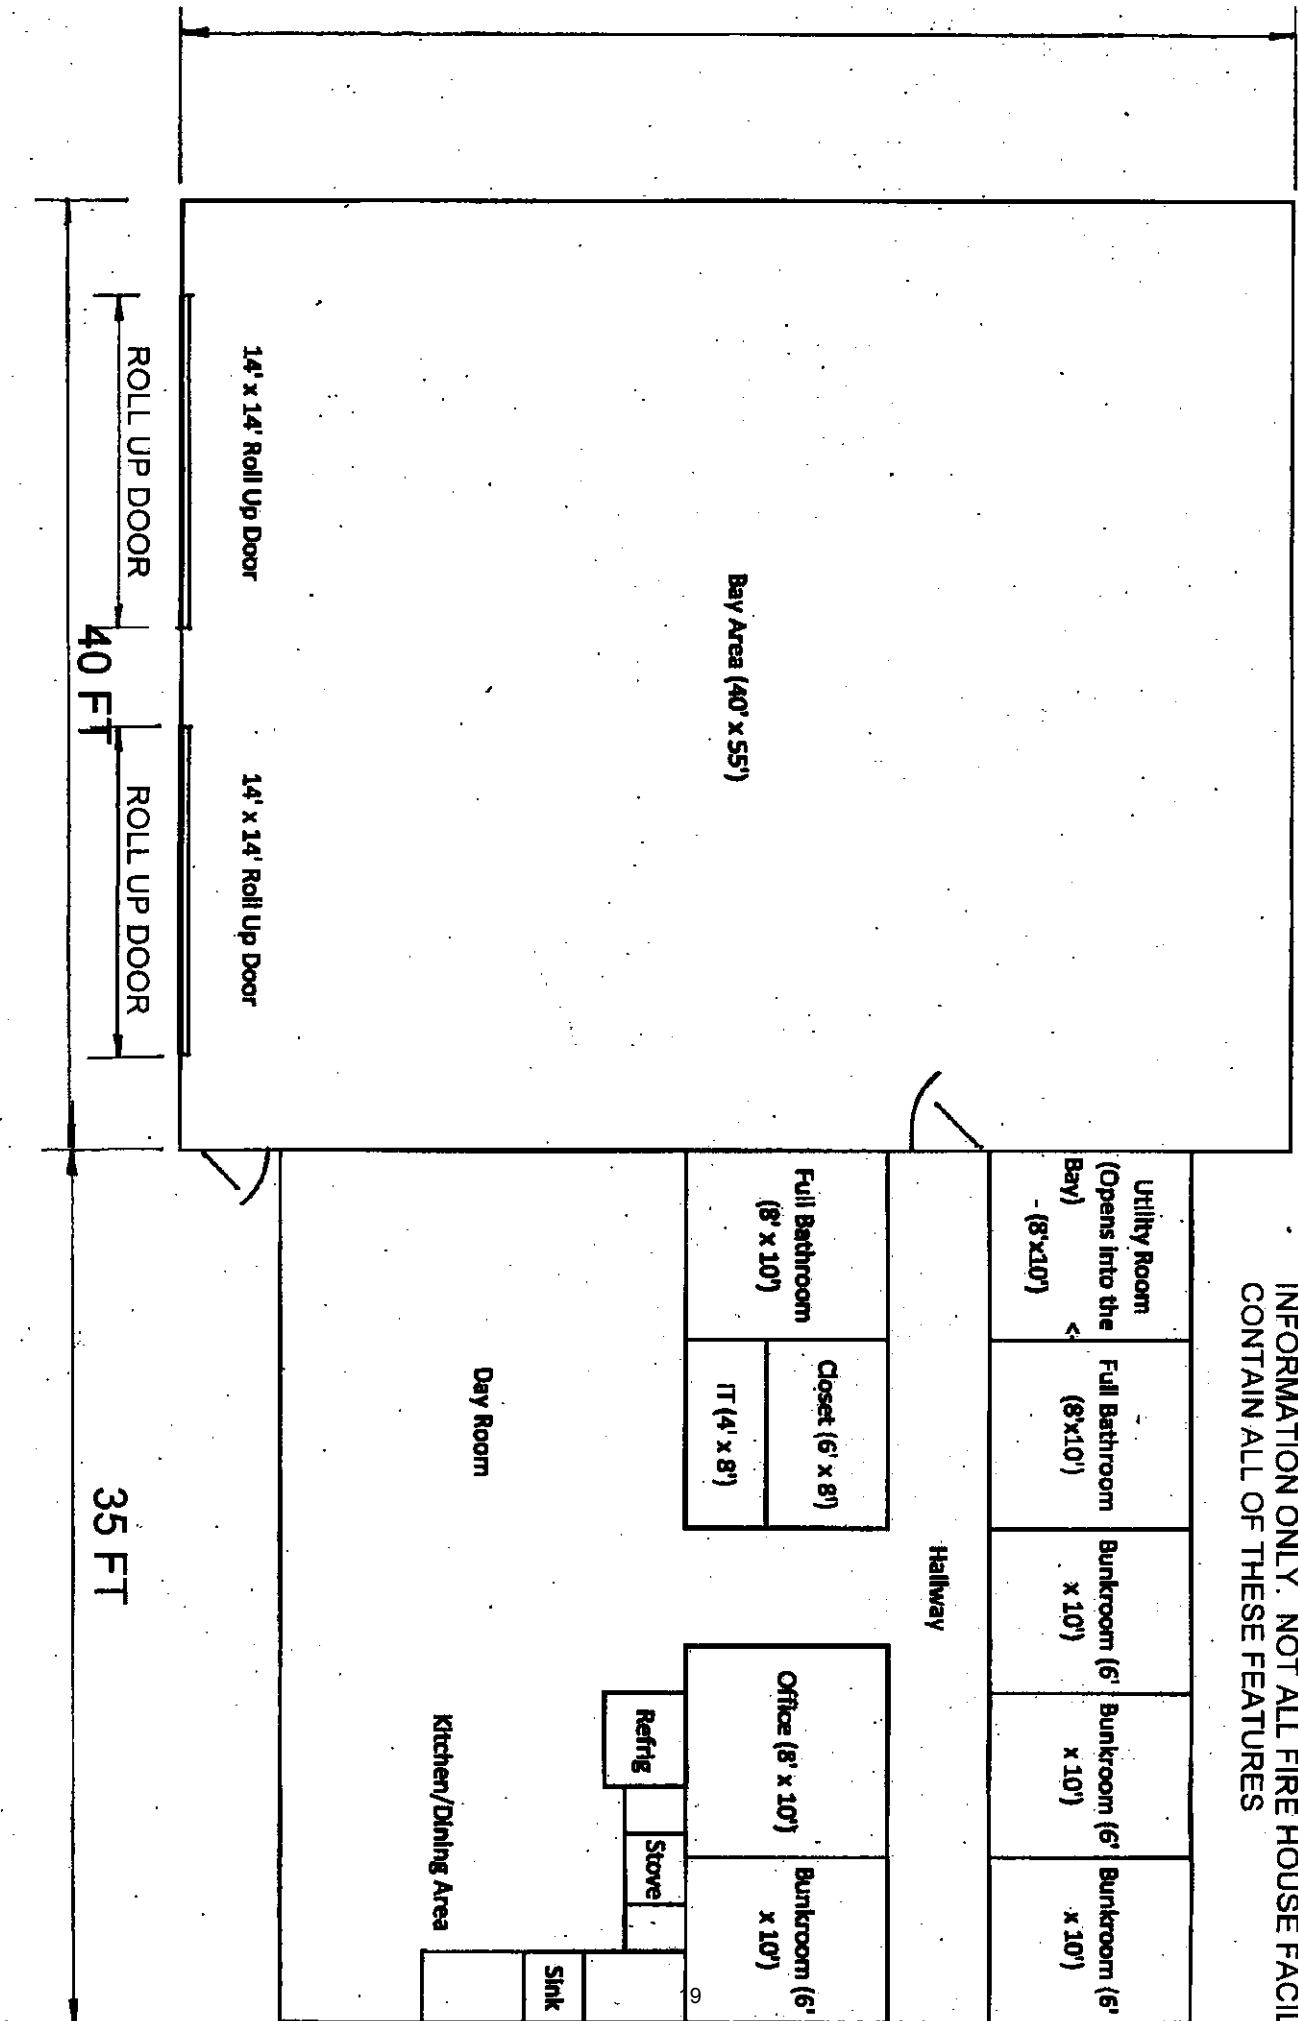 INFORMATION ONLY. NOT ALL FIRE HOUSE FACIL
CONTAIN ALL OF THESE FEATURES
Utility Room
(Opens into the
Bay) <-
- (8'x10')
Full Bathroom
(8'x10')
Bunkroom (6'
x 10')
Bunkroom (6'
x 10')
Bunkroom (6'
x 10')
Hallway
Full Bathroom
(8' x 10')
Closet (6' x 8')
IT (4' x 8')
Office (8' x 10')
Bunkroom (6'
x 10')
Bay Area (40' x 55')
Refrig
Stove
Sink
Day Room
Kitchen/Dining Area
14' x 14' Roll Up Door
14' x 14' Roll Up Door
ROLL UP DOOR
ROLL UP DOOR
40 FT
35 FT
9